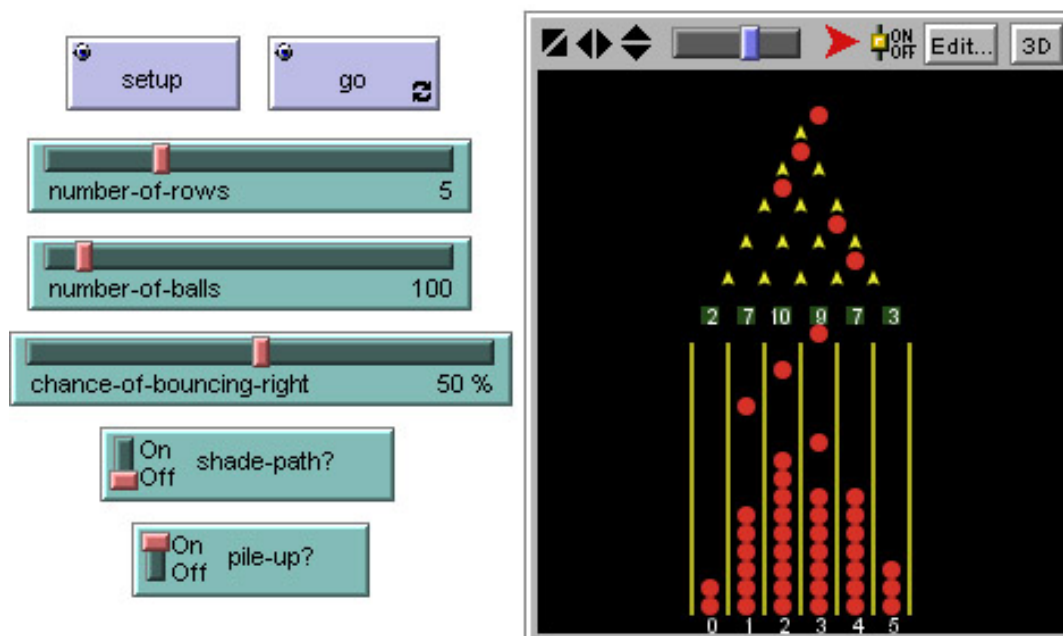 setup
go
number-of-rows 5
number-of-balls 100
chance-of-bouncing-right 50 %
On
Off
shade-path?
On
Off
pile-up?
ON
OFF
Edit...
3D
2 7 10 9 7 3
0 1 2 3 4 5